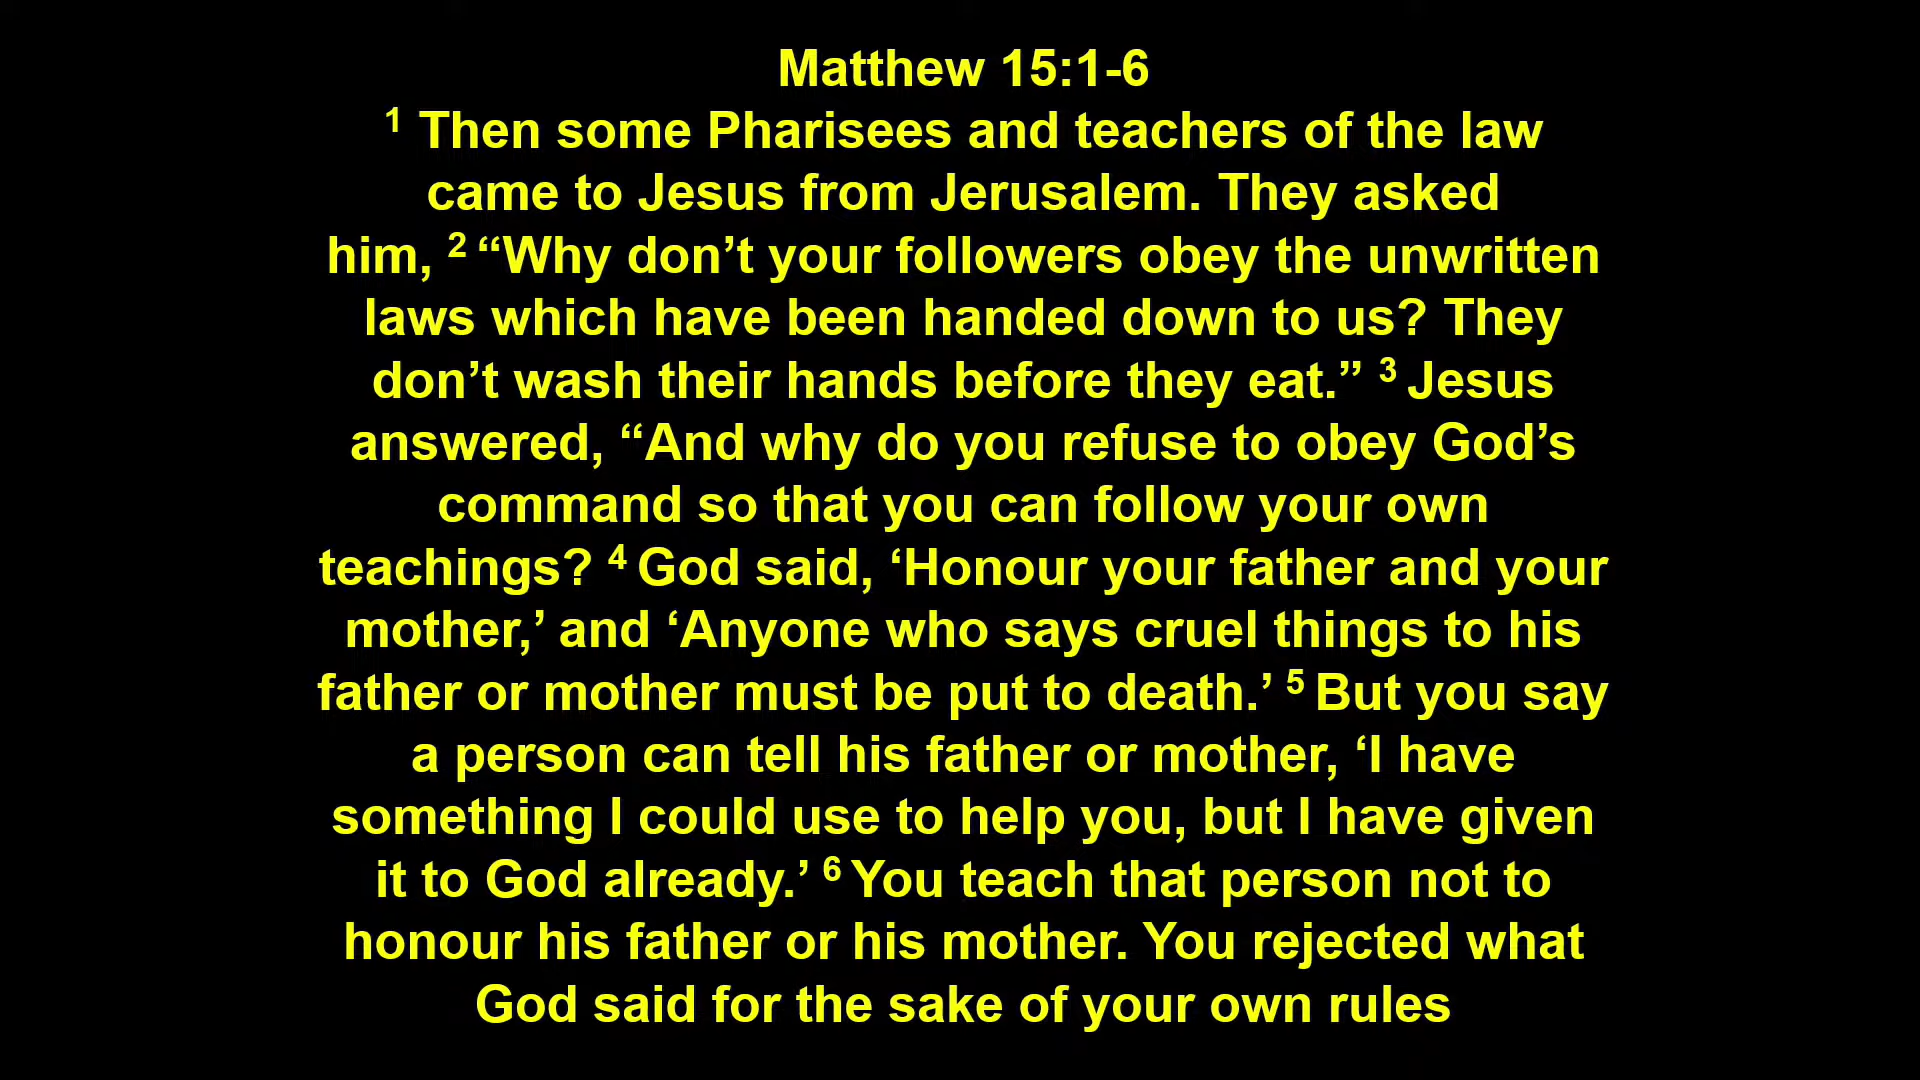 Matthew 15:1-6
1 Then some Pharisees and teachers of the law
came to Jesus from Jerusalem. They asked
him, 2 “Why don’t your followers obey the unwritten
laws which have been handed down to us? They
don’t wash their hands before they eat.” 3 Jesus
answered, “And why do you refuse to obey God’s
command so that you can follow your own
teachings? 4 God said, ‘Honour your father and your
mother,’ and ‘Anyone who says cruel things to his
father or mother must be put to death.’ 5 But you say
a person can tell his father or mother, ‘I have
something I could use to help you, but I have given
it to God already.’ 6 You teach that person not to
honour his father or his mother. You rejected what
God said for the sake of your own rules